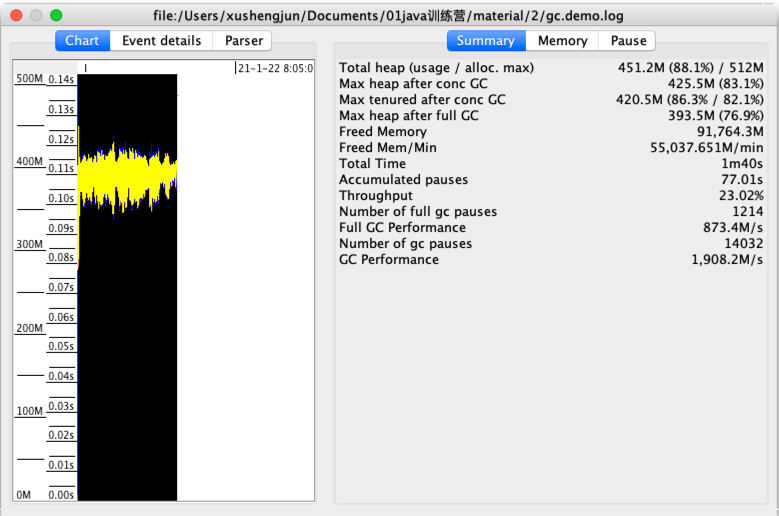 file:/Users/xushengjun/Documents/01java训练营/material/2/gc.demo.log
Chart Event details Parser
Summary Memory Pause
21-1-22 8:05:0
500M 0.14s
0.13s
0.12s
400M 0.11s
0.10s
0.09s
300M 0.08s
0.07s
0.06s
200M
0.05s
0.04s
100M 0.03s
0.02s
0.01s
0M 0.00s
Total heap (usage / alloc. max) 451.2M (88.1%) / 512M
Max heap after conc GC 425.5M (83.1%)
Max tenured after conc GC 420.5M (86.3% / 82.1%)
Max heap after full GC 393.5M (76.9%)
Freed Memory 91,764.3M
Freed Mem/Min 55,037.651M/min
Total Time 1m40s
Accumulated pauses 77.01s
Throughput 23.02%
Number of full gc pauses 1214
Full GC Performance 873.4M/s
Number of gc pauses 14032
GC Performance 1,908.2M/s